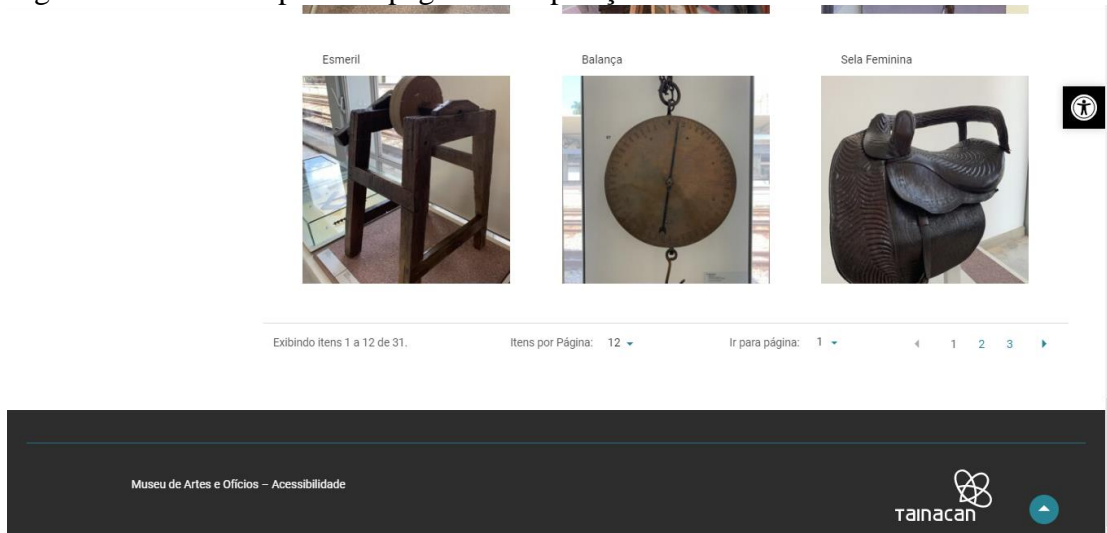 Esmeril Balança Sela Feminina
Exibindo itens 1 a 12 de 31. Itens por Página: 12 Ir para página: 1 1 2 3
Museu de Artes e Ofícios – Acessibilidade
Tainacan